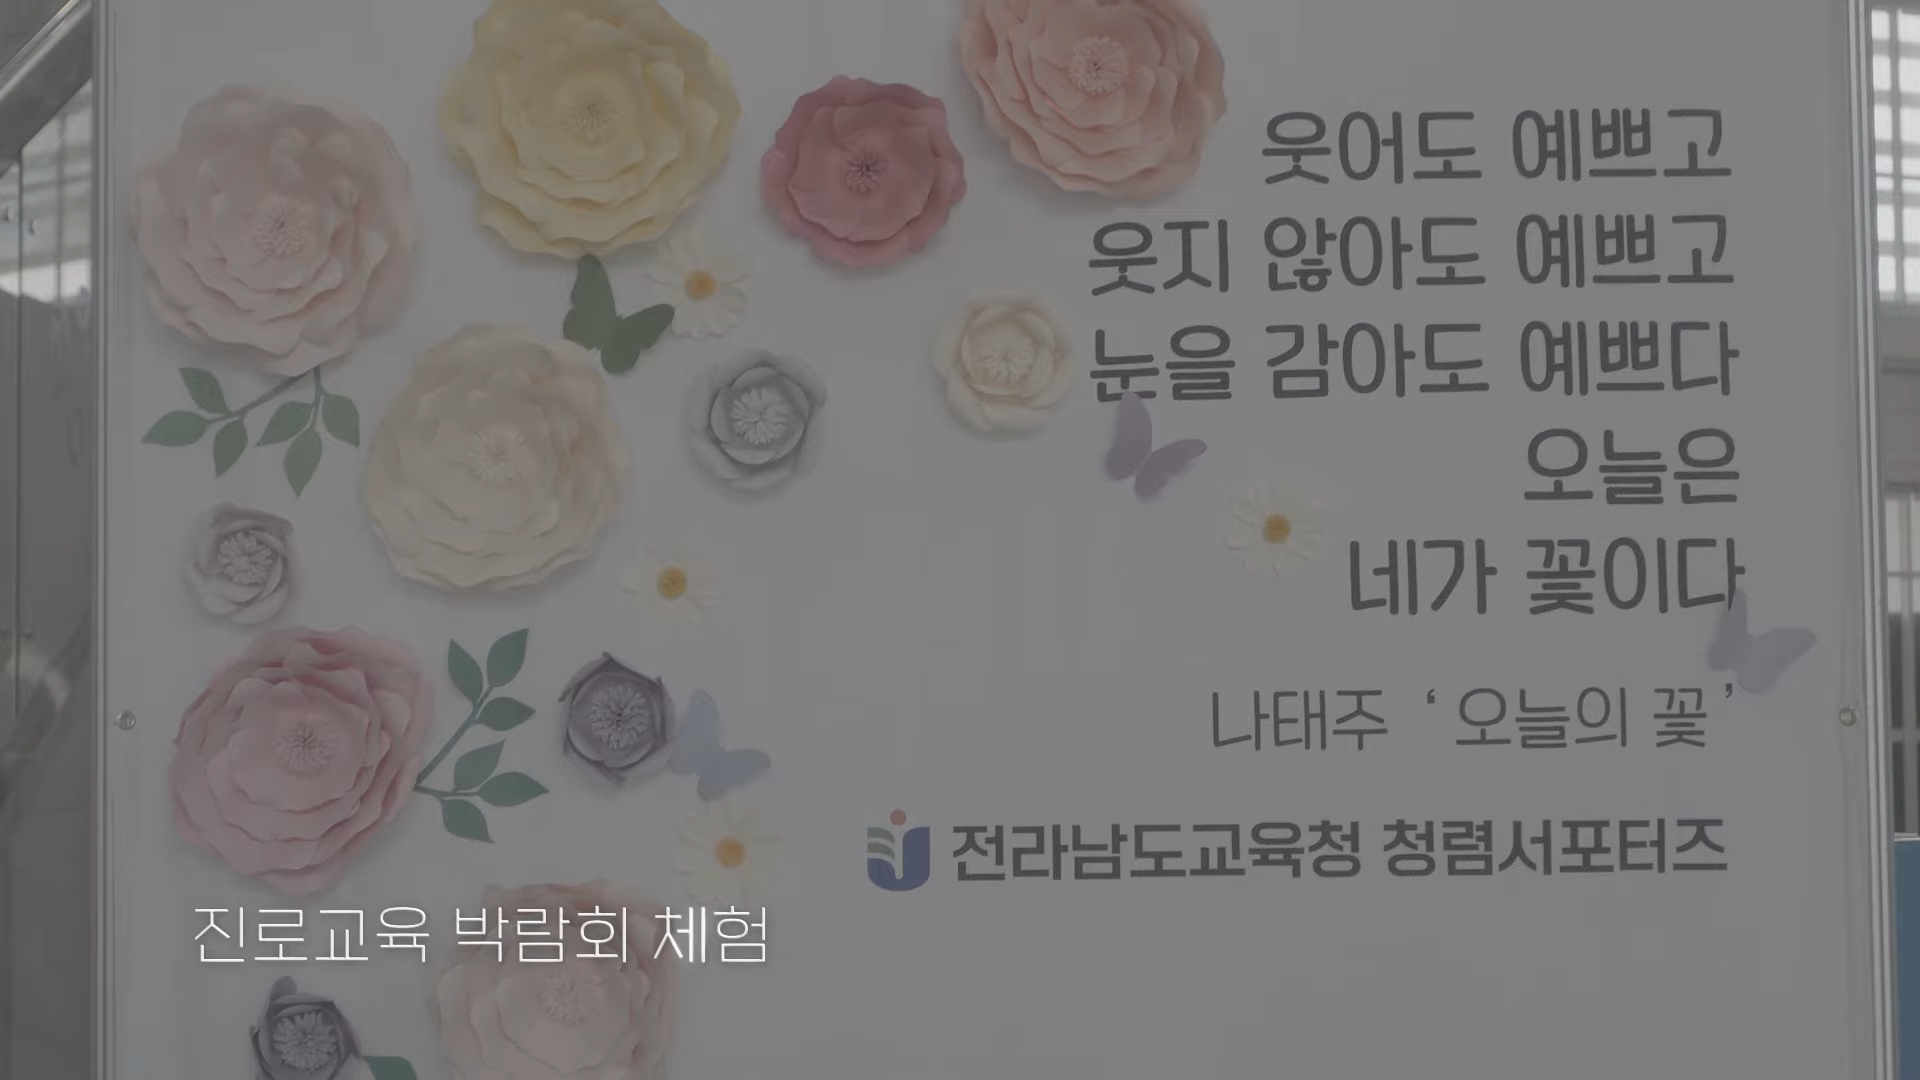 웃어도 예쁘고
웃지 않아도 예쁘고
눈을 감아도 예쁘다
오늘은
네가 꽃이다
나태주 ‘오늘의 꽃’
전라남도교육청 청렴서포터즈
진로교육 박람회 체험